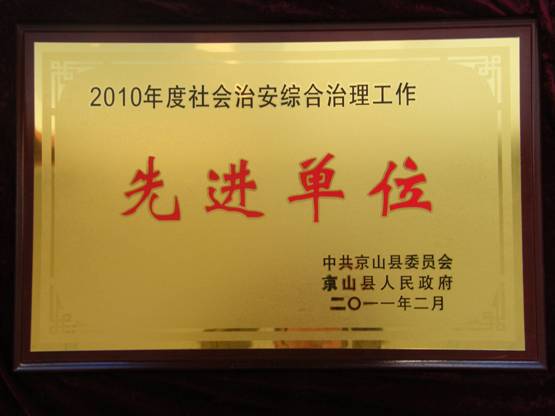 2010年度社会治安综合治理工作
先进单位
中共京山县委员会
京山县人民政府
二〇一一年二月